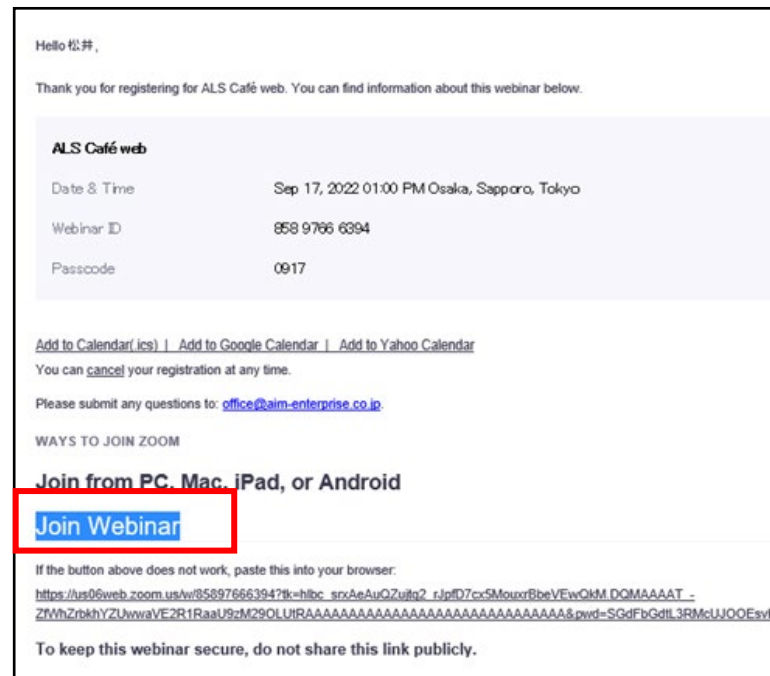 Hello 松井,
Thank you for registering for ALS Café web. You can find information about this webinar below.
ALS Café web
Date & Time Sep 17, 2022 01:00 PM Osaka, Sapporo, Tokyo
Webinar ID 858 9766 6394
Passcode 0917
Add to Calendar(.ics) | Add to Google Calendar | Add to Yahoo Calendar
You can cancel your registration at any time.
Please submit any questions to: office@aim-enterprise.co.jp.
WAYS TO JOIN ZOOM
Join from PC, Mac, iPad, or Android
Join Webinar
If the button above does not work, paste this into your browser:
To keep this webinar secure, do not share this link publicly.